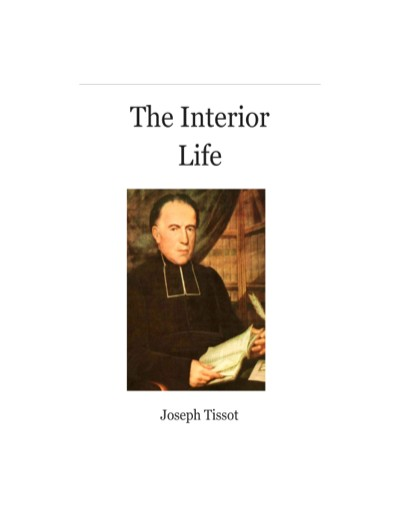 The Interior
Life
Joseph Tissot